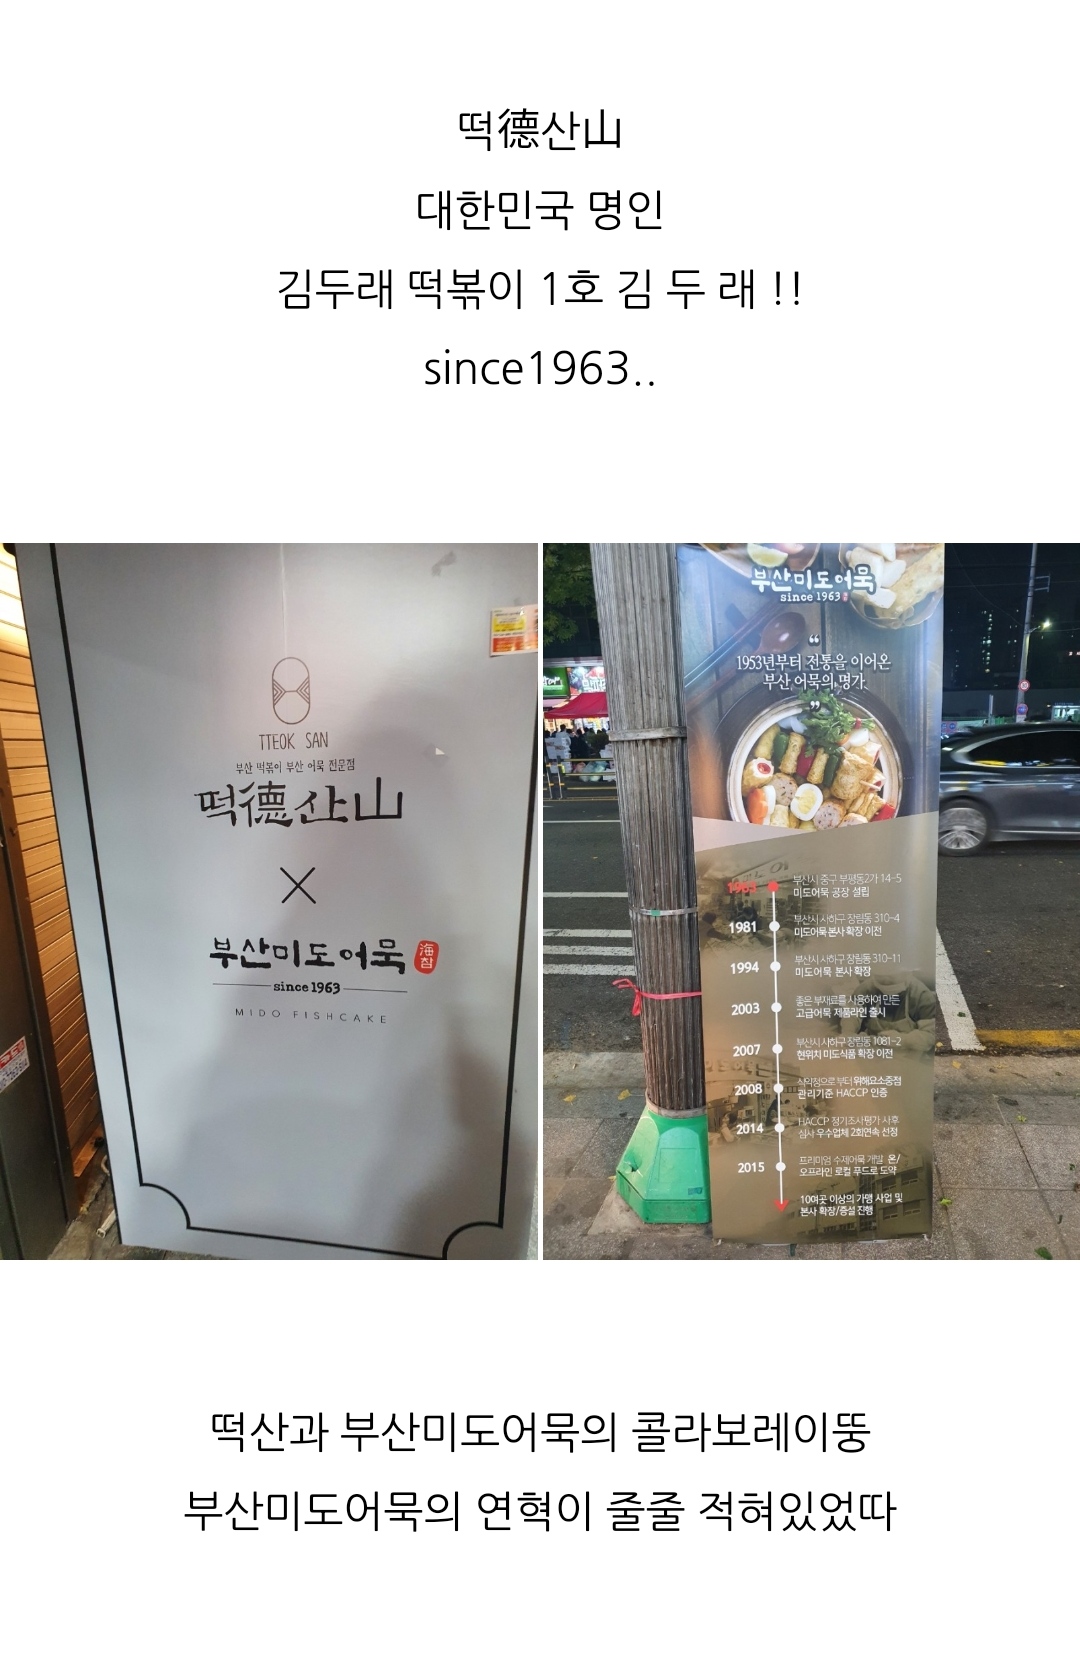 떡德산山
대한민국 명인
김두래 떡볶이 1호 김 두 래 !!
since1963..
TTEOK SAN
부산 떡볶이 부산 어묵 전문점
떡德산山
×
부산미도어묵 海참
since 1963
MIDO FISHCAKE
부산미도어묵
since 1963
“
1953년부터 전통을 이어온
부산 어묵의 명가.
”
1963 부산시 중구 부평동2가 14-5
미도어묵 공장 설립
1981 부산시 사하구 장림동 310-4
미도어묵 본사 확장 이전
1994 부산시 사하구 장림동 310-11
미도어묵 본사 확장
2003 좋은 부재료를 사용하여 만든
고급어묵 제품라인 출시
2007 부산시 사하구 장림동 1081-2
현위치 미도식품 확장 이전
2008 식약청으로 부터 위해요소중점
관리기준 HACCP 인증
2014 HACCP 정기조사평가 사후
심사 우수업체 2회연속 선정
2015 프리미엄 수제어묵 개발 온/
오프라인 로컬 푸드로 도약
10여곳 이상의 가맹 사업 및
본사 확장/증설 진행
떡산과 부산미도어묵의 콜라보레이뚱
부산미도어묵의 연혁이 줄줄 적혀있었따